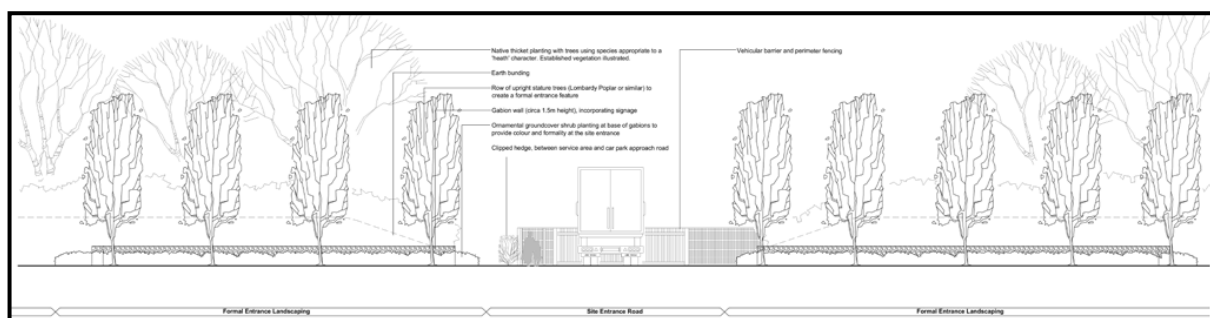 Native thicket planting with trees using species appropriate to a
'heath' character. Established vegetation illustrated.
Earth bunding
Row of upright stature trees (Lombardy Poplar or similar) to
create a formal entrance feature
Gabion wall (circa 1.5m height), incorporating signage
Ornamental groundcover shrub planting at base of gabions to
provide colour and formality at the site entrance
Clipped hedge, between service area and car park approach road
Vehicular barrier and perimeter fencing
Formal Entrance Landscaping
Site Entrance Road
Formal Entrance Landscaping